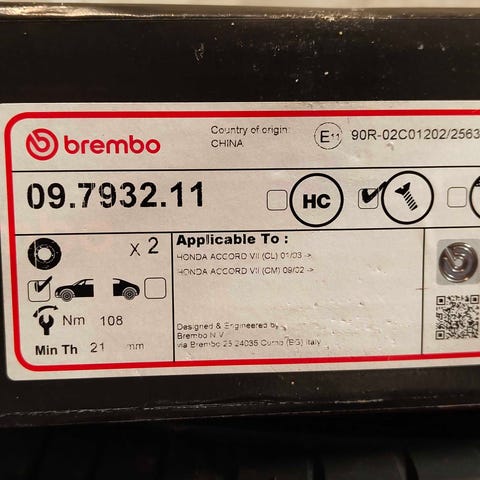 brembo
Country of origin:
CHINA
E11
90R-02C01202/2563
09.7932.11
HC
x 2
Applicable To :
HONDA ACCORD VII (CL) 01/03 ->
HONDA ACCORD VII (CM) 09/02 ->
Nm 108
Min Th 21 mm
Designed & Engineered by
Brembo N.V.
via Brembo 25 24035 Curno (BG) Italy